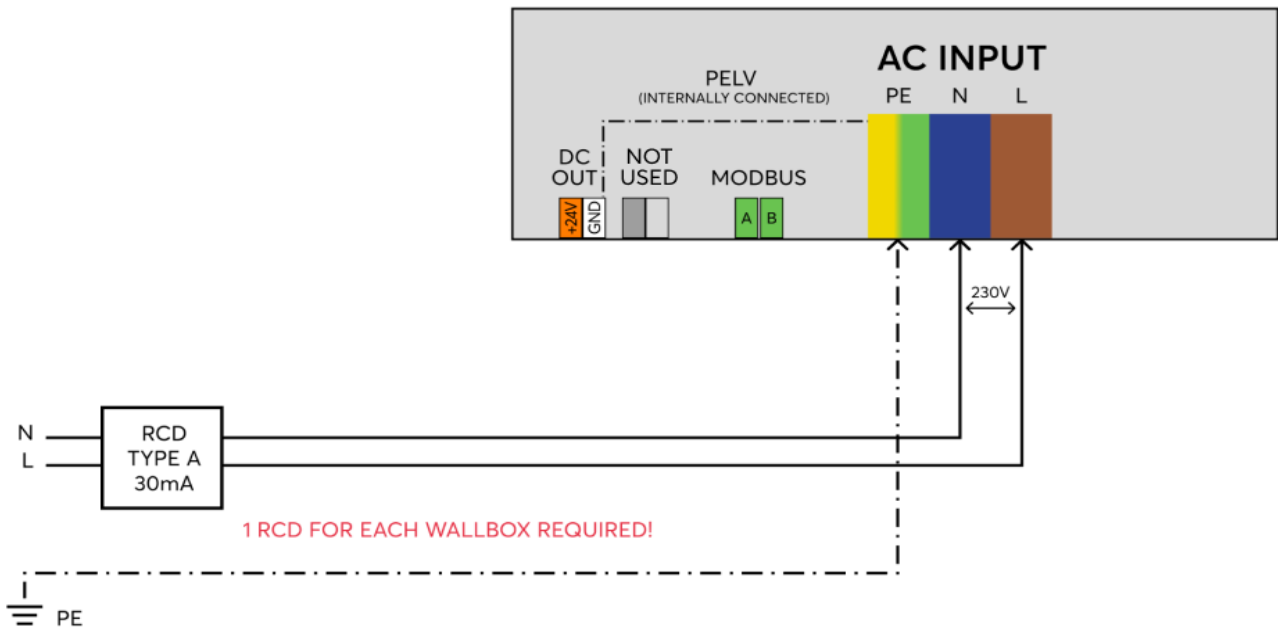 AC INPUT
PELV
(INTERNALLY CONNECTED)
PE N L
DC OUT
NOT USED
MODBUS
+24V
GND
A B
230V
N
L
RCD
TYPE A
30mA
1 RCD FOR EACH WALLBOX REQUIRED!
PE